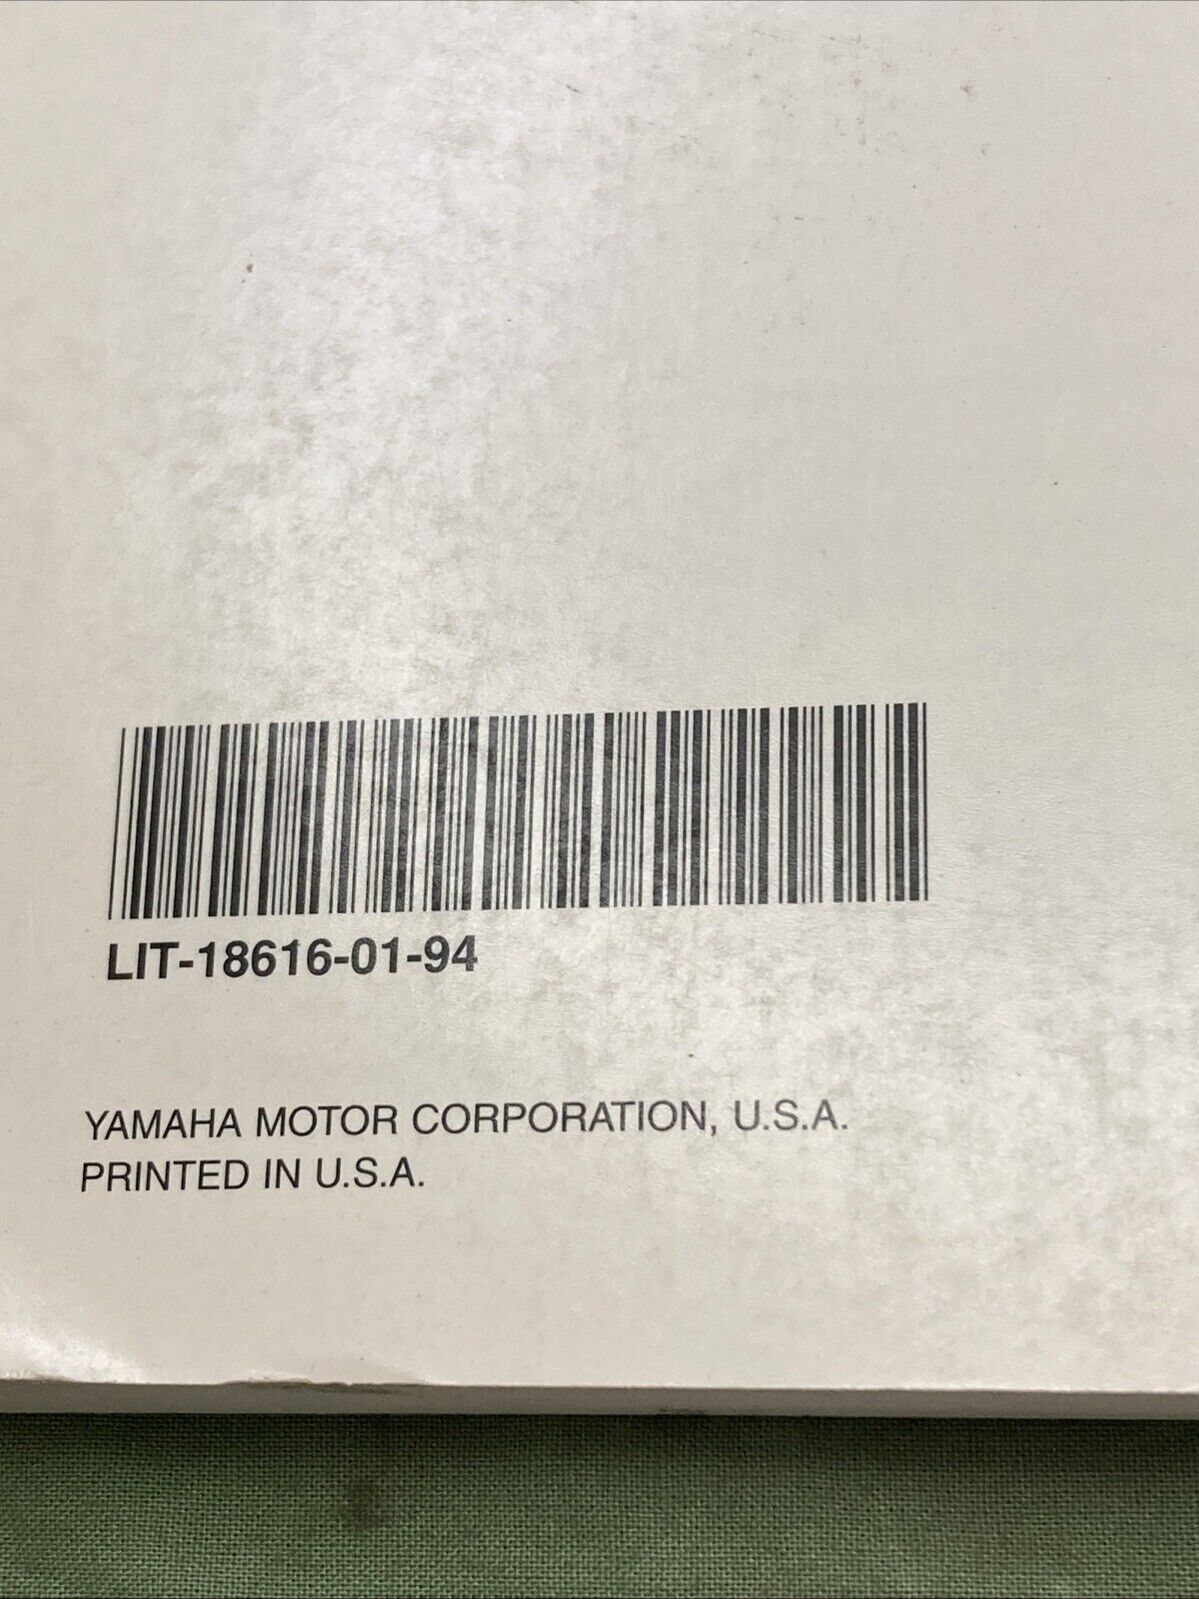 LIT-18616-01-94
YAMAHA MOTOR CORPORATION, U.S.A.
PRINTED IN U.S.A.